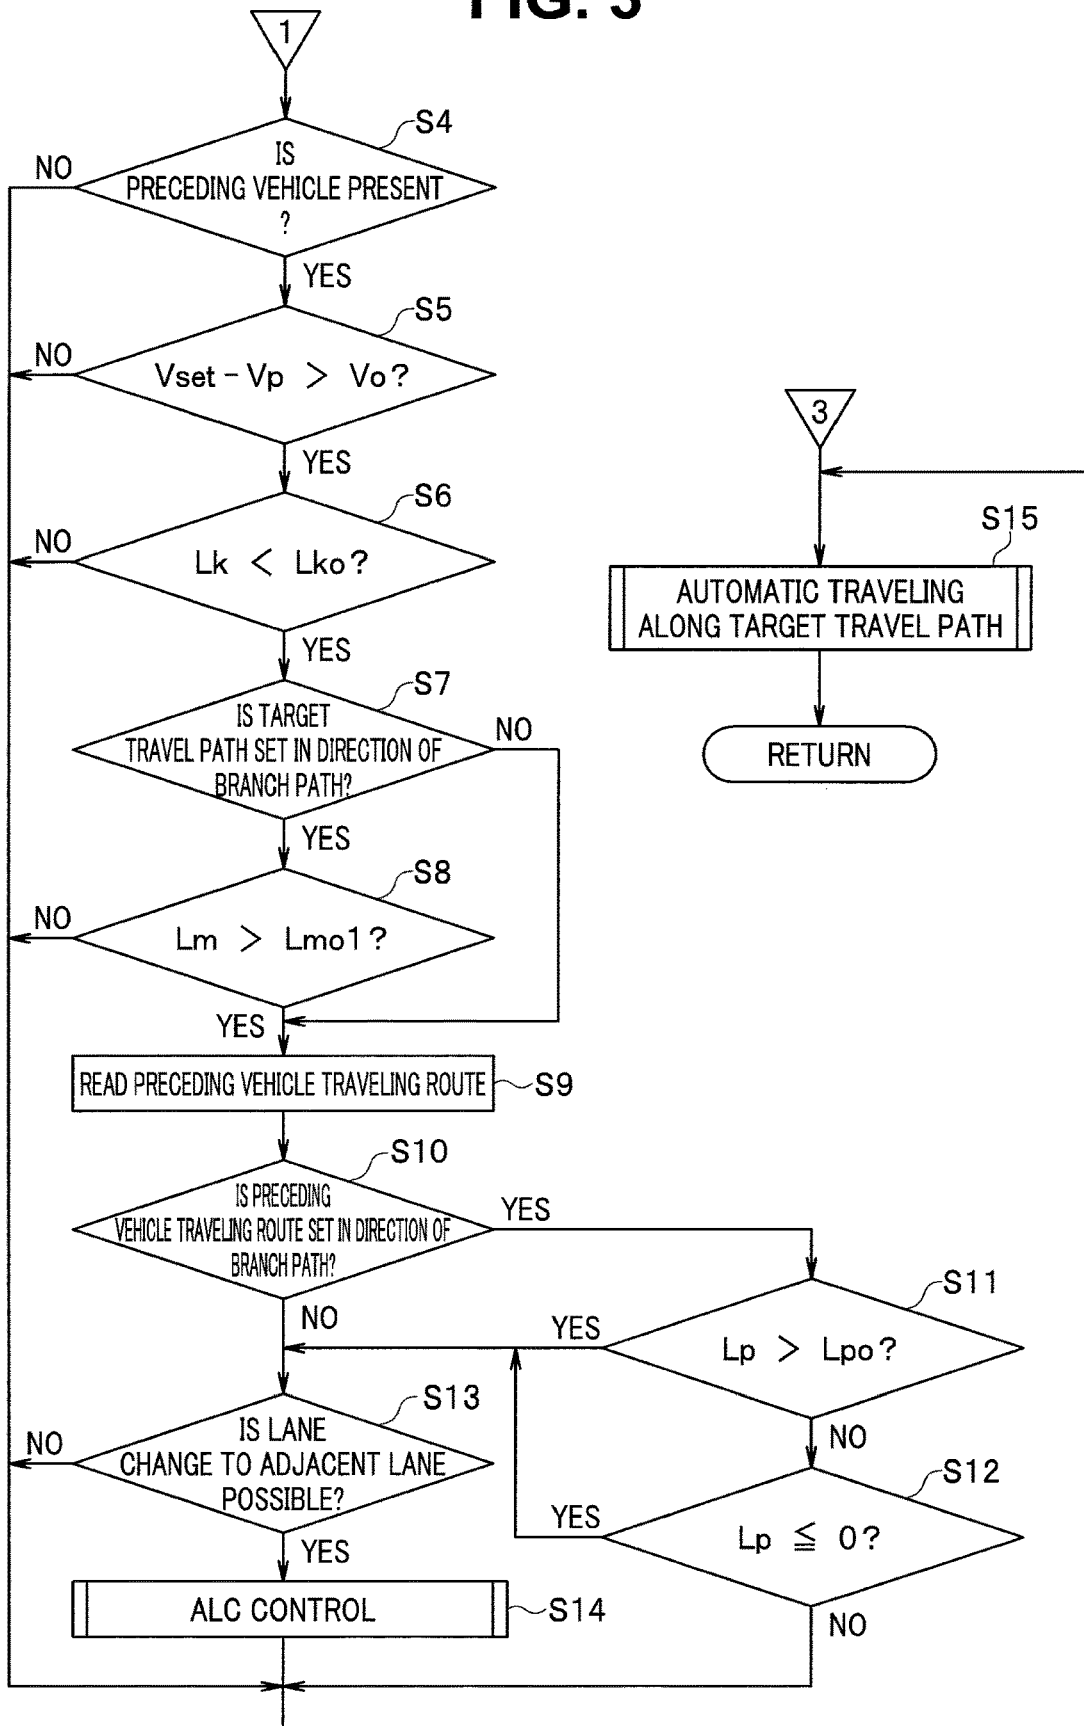 FIG. 3
1
S4
IS
PRECEDING VEHICLE PRESENT
?
NO
YES
S5
Vset - Vp > Vo?
NO
YES
S6
Lk < Lko?
NO
YES
S7
IS TARGET
TRAVEL PATH SET IN DIRECTION OF
BRANCH PATH?
NO
YES
S8
Lm > Lmo1?
NO
YES
READ PRECEDING VEHICLE TRAVELING ROUTE
S9
S10
IS PRECEDING
VEHICLE TRAVELING ROUTE SET IN DIRECTION OF
BRANCH PATH?
YES
NO
S11
Lp > Lpo?
YES
NO
S12
Lp ≦ 0?
YES
NO
S13
IS LANE
CHANGE TO ADJACENT LANE
POSSIBLE?
NO
YES
ALC CONTROL
S14
3
S15
AUTOMATIC TRAVELING
ALONG TARGET TRAVEL PATH
RETURN